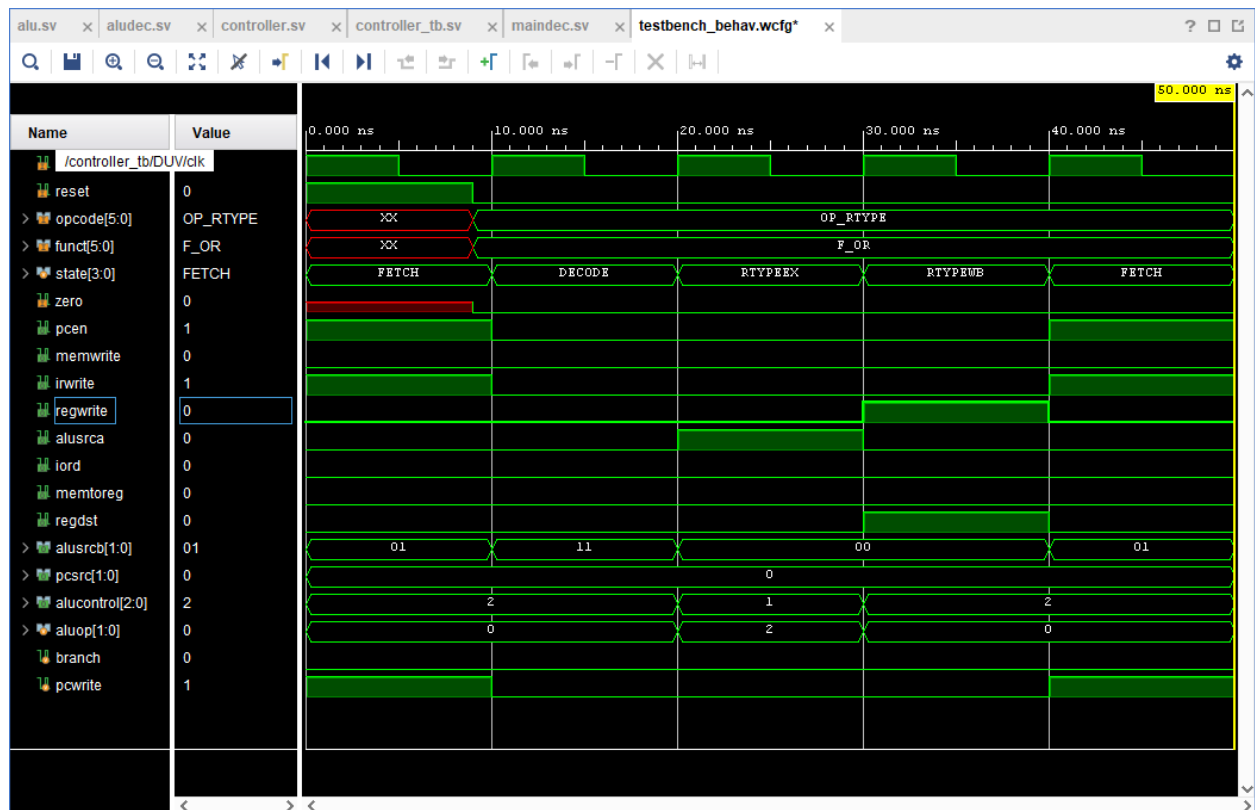 alu.sv aludec.sv controller.sv controller_tb.sv maindec.sv testbench_behav.wcfg* ?
50.000 ns
Name Value 0.000 ns 10.000 ns 20.000 ns 30.000 ns 40.000 ns
/controller_tb/DUV/clk
reset 0
opcode[5:0] OP_RTYPE XX OP_RTYPE
funct[5:0] F_OR XX F_OR
state[3:0] FETCH FETCH DECODE RTYPEEX RTYPEWB FETCH
zero 0
pcen 1
memwrite 0
irwrite 1
regwrite 0
alusrca 0
iord 0
memtoreg 0
regdst 0
alusrcb[1:0] 01 01 11 00 01
pcsrc[1:0] 0 0
alucontrol[2:0] 2 2 1 2
aluop[1:0] 0 0 2 0
branch 0
pcwrite 1